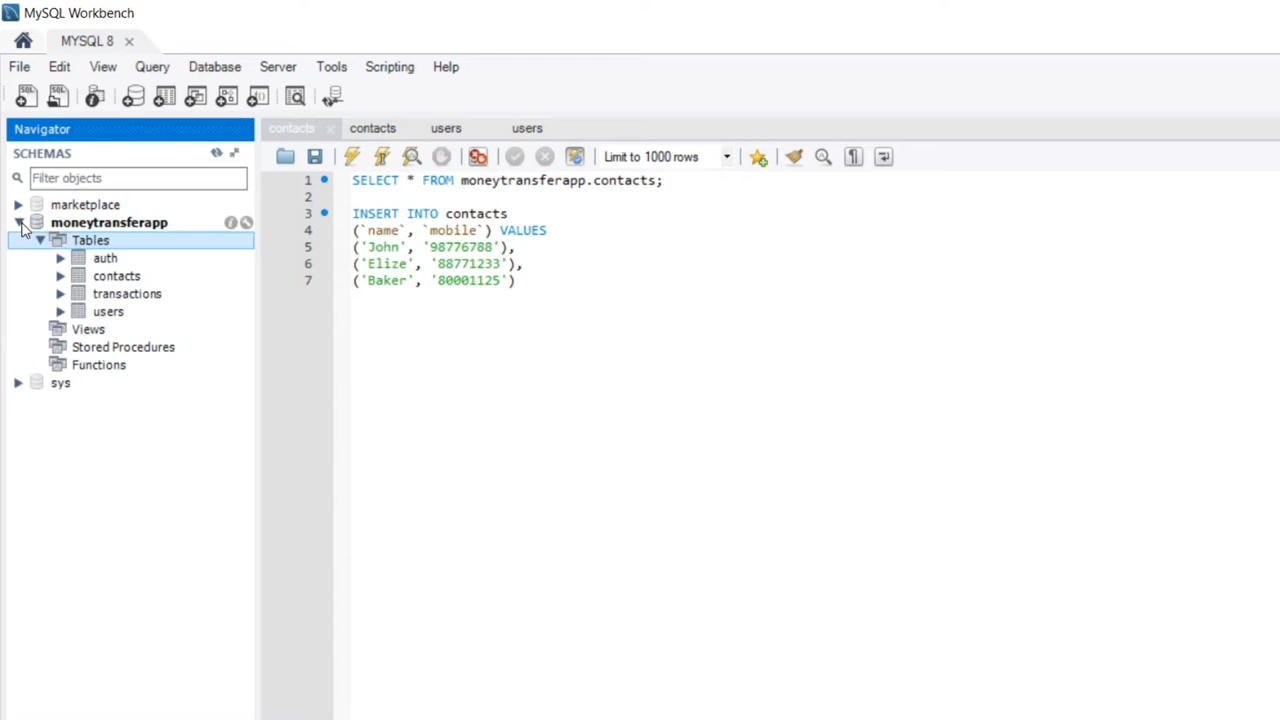 MySQL Workbench
MYSQL 8
File Edit View Query Database Server Tools Scripting Help
Navigator
SCHEMAS
Filter objects
marketplace
moneytransferapp
Tables
auth
contacts
transactions
users
Views
Stored Procedures
Functions
sys
contacts contacts users users
Limit to 1000 rows
1 SELECT * FROM moneytransferapp.contacts;
2
3 INSERT INTO contacts
4 (`name`, `mobile`) VALUES
5 ('John', '98776788'),
6 ('Elize', '88771233'),
7 ('Baker', '80001125')